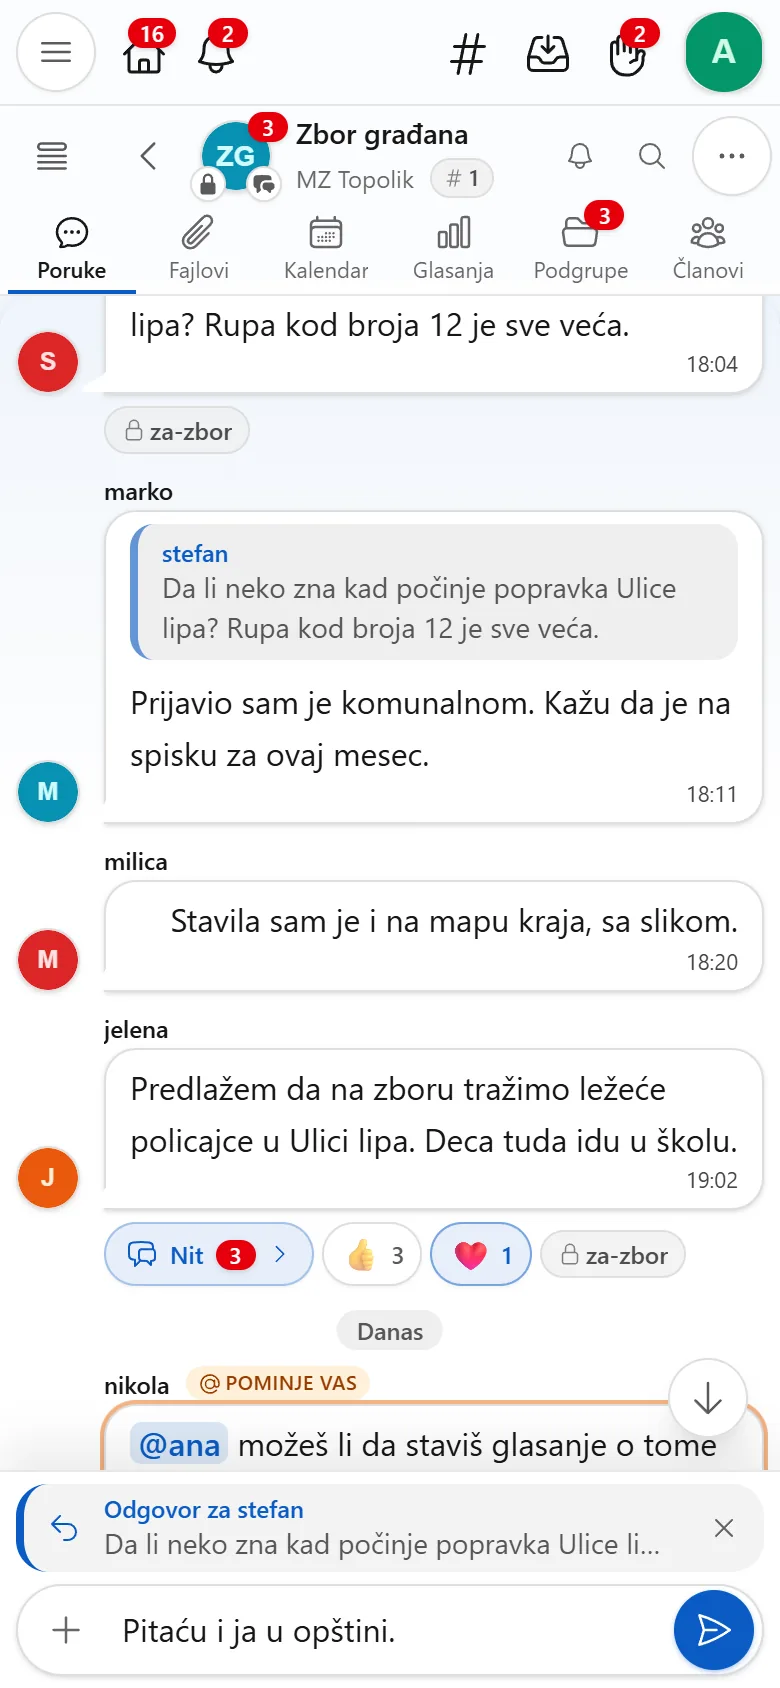 16
2
2
A
3
ZG
Zbor građana
MZ Topolik
# 1
3
Poruke
Fajlovi
Kalendar
Glasanja
Podgrupe
Članovi
lipa? Rupa kod broja 12 je sve veća.
S
18:04
za-zbor
marko
stefan
Da li neko zna kad počinje popravka Ulice
lipa? Rupa kod broja 12 je sve veća.
Prijavio sam je komunalnom. Kažu da je na
spisku za ovaj mesec.
M
18:11
milica
Stavila sam je i na mapu kraja, sa slikom.
M
18:20
jelena
Predlažem da na zboru tražimo ležeće
policajce u Ulici lipa. Deca tuda idu u školu.
J
19:02
Nit 3
3
1
za-zbor
Danas
nikola @ POMINJE VAS
@ana možeš li da staviš glasanje o tome
Odgovor za stefan
Da li neko zna kad počinje popravka Ulice li...
Pitaću i ja u opštini.